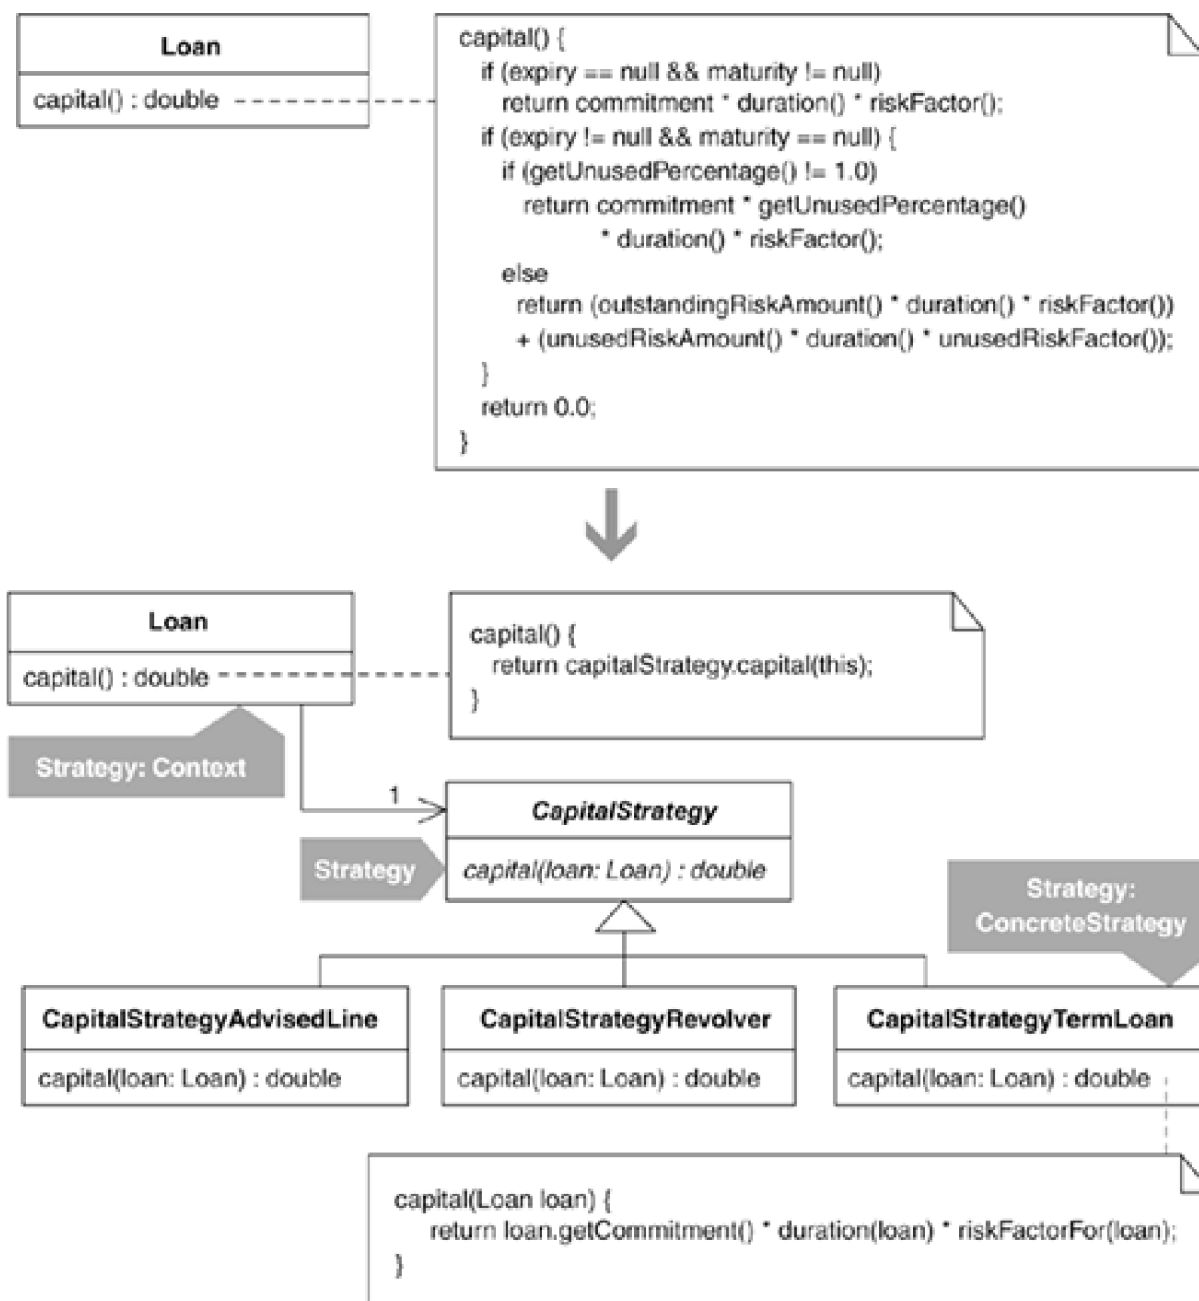 Loan
capital() : double
capital() {
if (expiry == null && maturity != null)
return commitment * duration() * riskFactor();
if (expiry != null && maturity == null) {
if (getUnusedPercentage() != 1.0)
return commitment * getUnusedPercentage()
* duration() * riskFactor();
else
return (outstandingRiskAmount() * duration() * riskFactor())
+ (unusedRiskAmount() * duration() * unusedRiskFactor());
}
return 0.0;
}
Loan
capital() : double
capital() {
return capitalStrategy.capital(this);
}
Strategy: Context
1
CapitalStrategy
capital(loan: Loan) : double
Strategy
Strategy:
ConcreteStrategy
CapitalStrategyAdvisedLine
capital(loan: Loan) : double
CapitalStrategyRevolver
capital(loan: Loan) : double
CapitalStrategyTermLoan
capital(loan: Loan) : double
capital(Loan loan) {
return loan.getCommitment() * duration(loan) * riskFactorFor(loan);
}